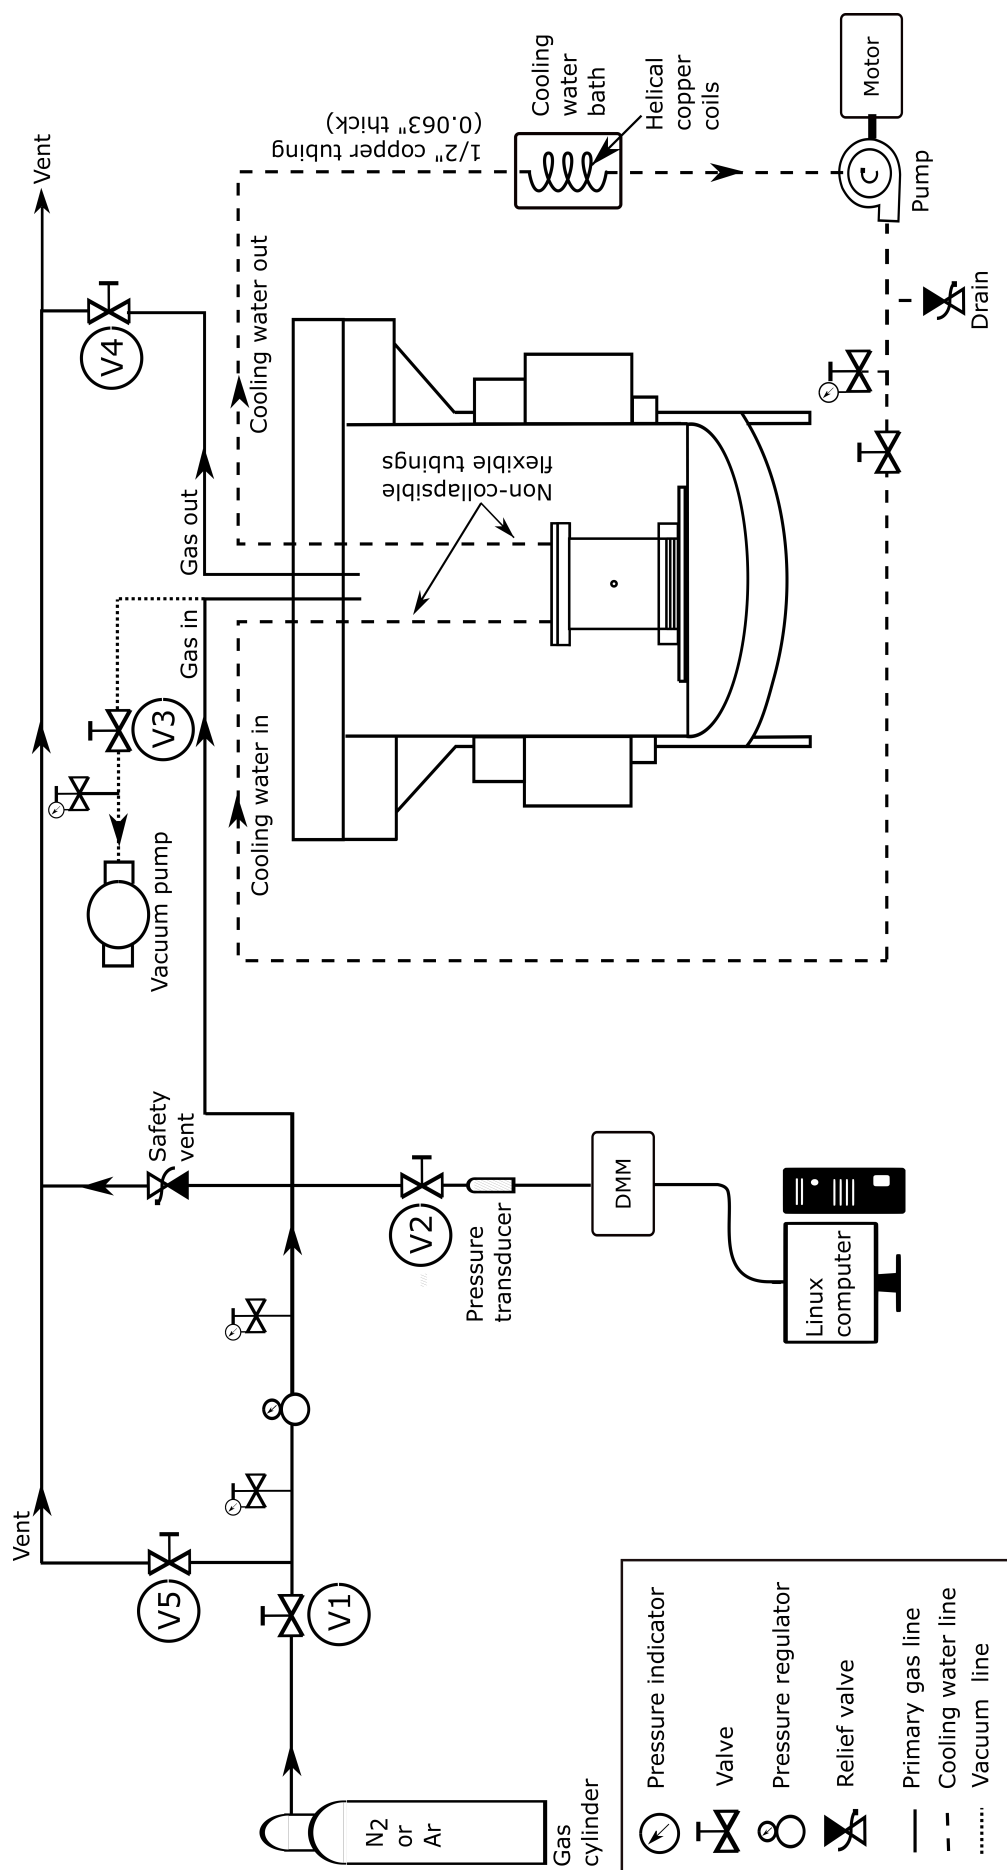 Vent
Vent
V5
V1
N2
or
Ar
Gas
cylinder
Safety
vent
V2
Pressure
transducer
DMM
Linux
computer
Vacuum pump
V3
Gas in
Gas out
V4
Cooling water in
Cooling water out
Non-collapsible
flexible tubings
1/2" copper tubing
(0.063" thick)
Cooling
water
bath
Helical
copper
coils
Motor
C
Pump
Drain
Pressure indicator
Valve
Pressure regulator
Relief valve
Primary gas line
Cooling water line
Vacuum line